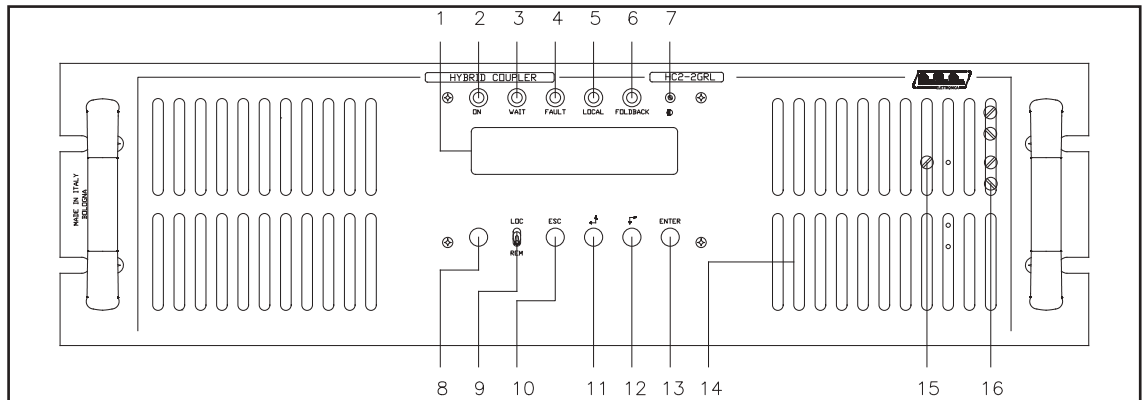 1 2 3 4 5 6 7
HYBRID COUPLER HC2-2GRL
ELETTRONICA
ON WAIT FAULT LOCAL FOLDBACK
MADE IN ITALY
BOLOGNA
LOC ESC ENTER
REM
8 9 10 11 12 13 14 15 16